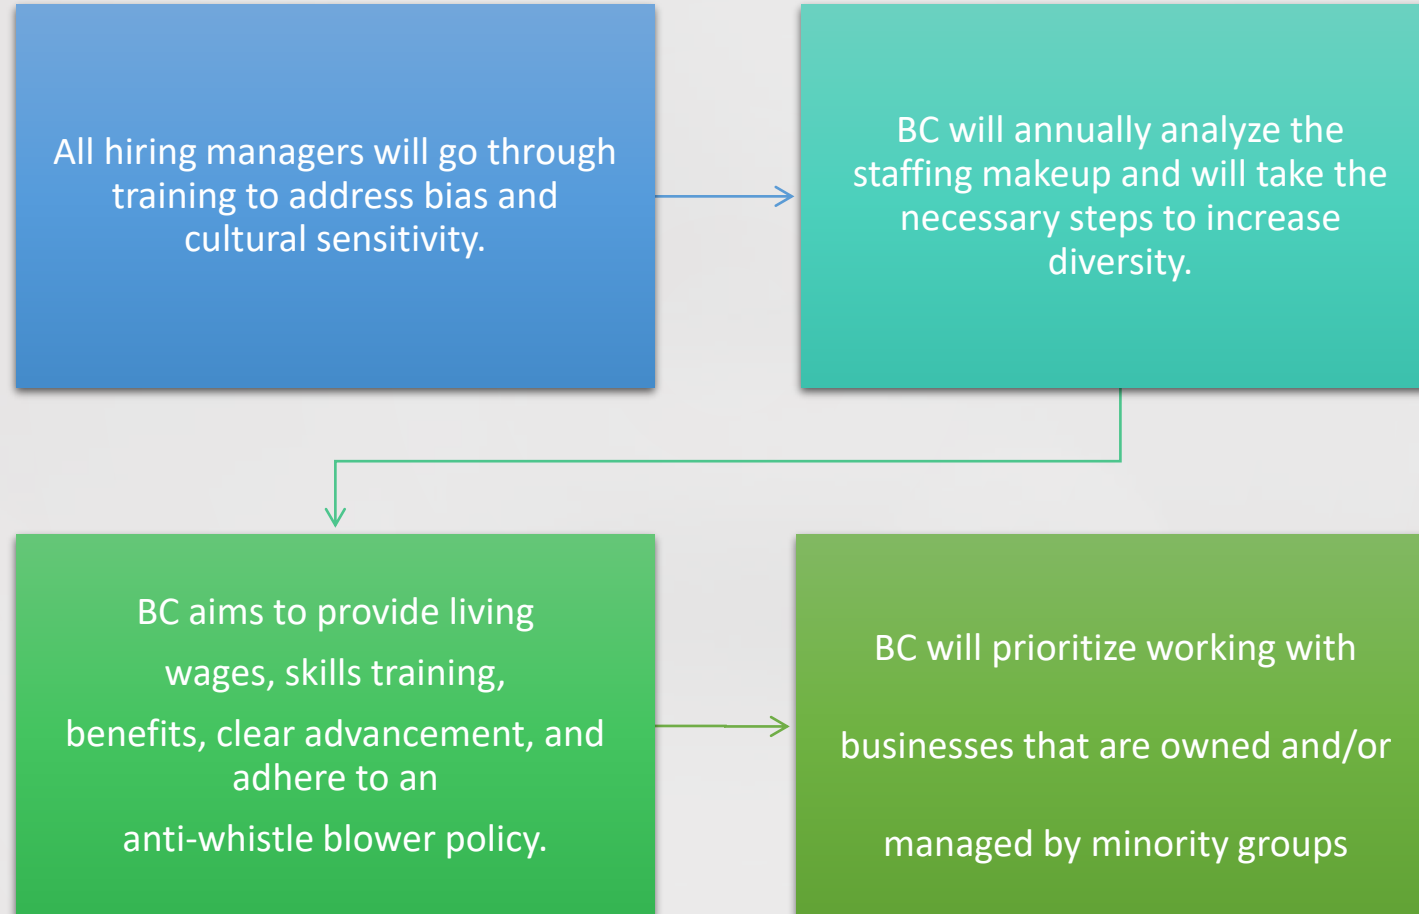 All hiring managers will go through
training to address bias and
cultural sensitivity.
BC will annually analyze the
staffing makeup and will take the
necessary steps to increase
diversity.
BC aims to provide living
wages, skills training,
benefits, clear advancement, and
adhere to an
anti-whistle blower policy.
BC will prioritize working with
businesses that are owned and/or
managed by minority groups